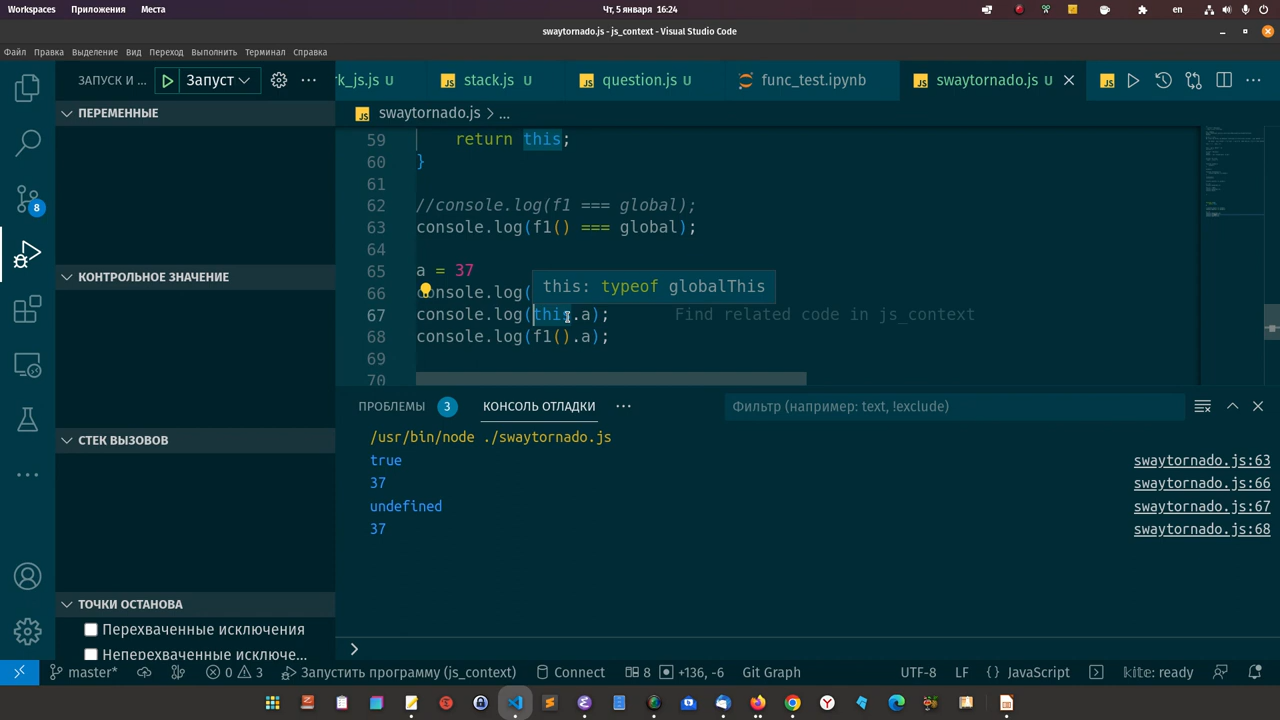 Workspaces Приложения Места Чт, 5 января 16:24 en
swaytornado.js - js_context - Visual Studio Code
Файл Правка Выделение Вид Переход Выполнить Терминал Справка
ЗАПУСК И ... Запуст ··· rk_js.js U JS stack.js U JS question.js U func_test.ipynb JS swaytornado.js U JS ···
ПЕРЕМЕННЫЕ
JS swaytornado.js > ...
59 return this;
60 }
61
62 //console.log(f1 === global);
63 console.log(f1() === global);
64
65 a = 37
КОНТРОЛЬНОЕ ЗНАЧЕНИЕ
this: typeof globalThis
66 console.log(
67 console.log(this.a); Find related code in js_context
68 console.log(f1().a);
69
70
ПРОБЛЕМЫ 3 КОНСОЛЬ ОТЛАДКИ ··· Фильтр (например: text, !exclude)
СТЕК ВЫЗОВОВ
/usr/bin/node ./swaytornado.js
true swaytornado.js:63
37 swaytornado.js:66
undefined swaytornado.js:67
37 swaytornado.js:68
8
ТОЧКИ ОСТАНОВА
Перехваченные исключения
Неперехваченные исключе...
master* 0 3 Запустить программу (js_context) Connect 8 +136, -6 Git Graph UTF-8 LF {} JavaScript kite: ready